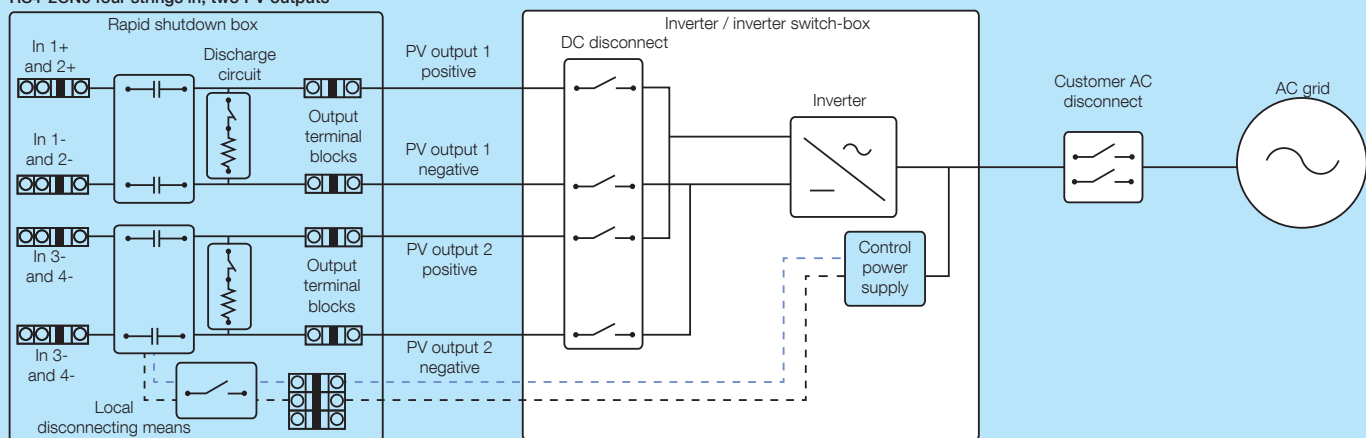 Rapid shutdown box
In 1+
and 2+
Discharge
circuit
In 1-
and 2-
Output
terminal
blocks
In 3-
and 4-
Output
terminal
blocks
In 3-
and 4-
Local
disconnecting means
PV output 1
positive
PV output 1
negative
PV output 2
positive
PV output 2
negative
Inverter / inverter switch-box
DC disconnect
Inverter
Control
power
supply
Customer AC
disconnect
AC grid